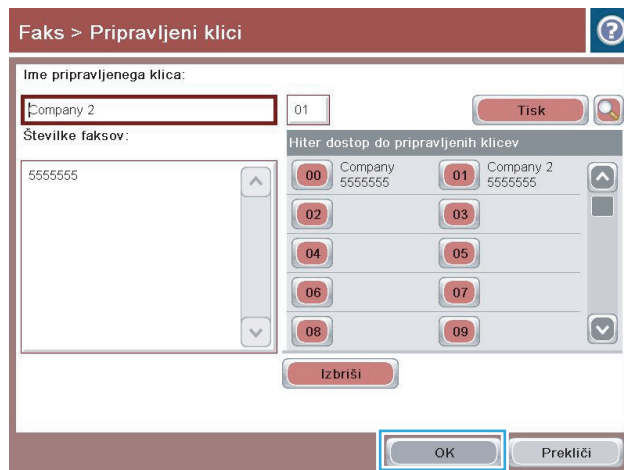 Faks > Pripravljeni klici
?
Ime pripravljenega klica:
Company 2
01
Tisk
Številke faksov:
Hiter dostop do pripravljenih klicev
5555555
00 Company 5555555
01 Company 2 5555555
02
03
04
05
06
07
08
09
Izbriši
OK
Prekliči